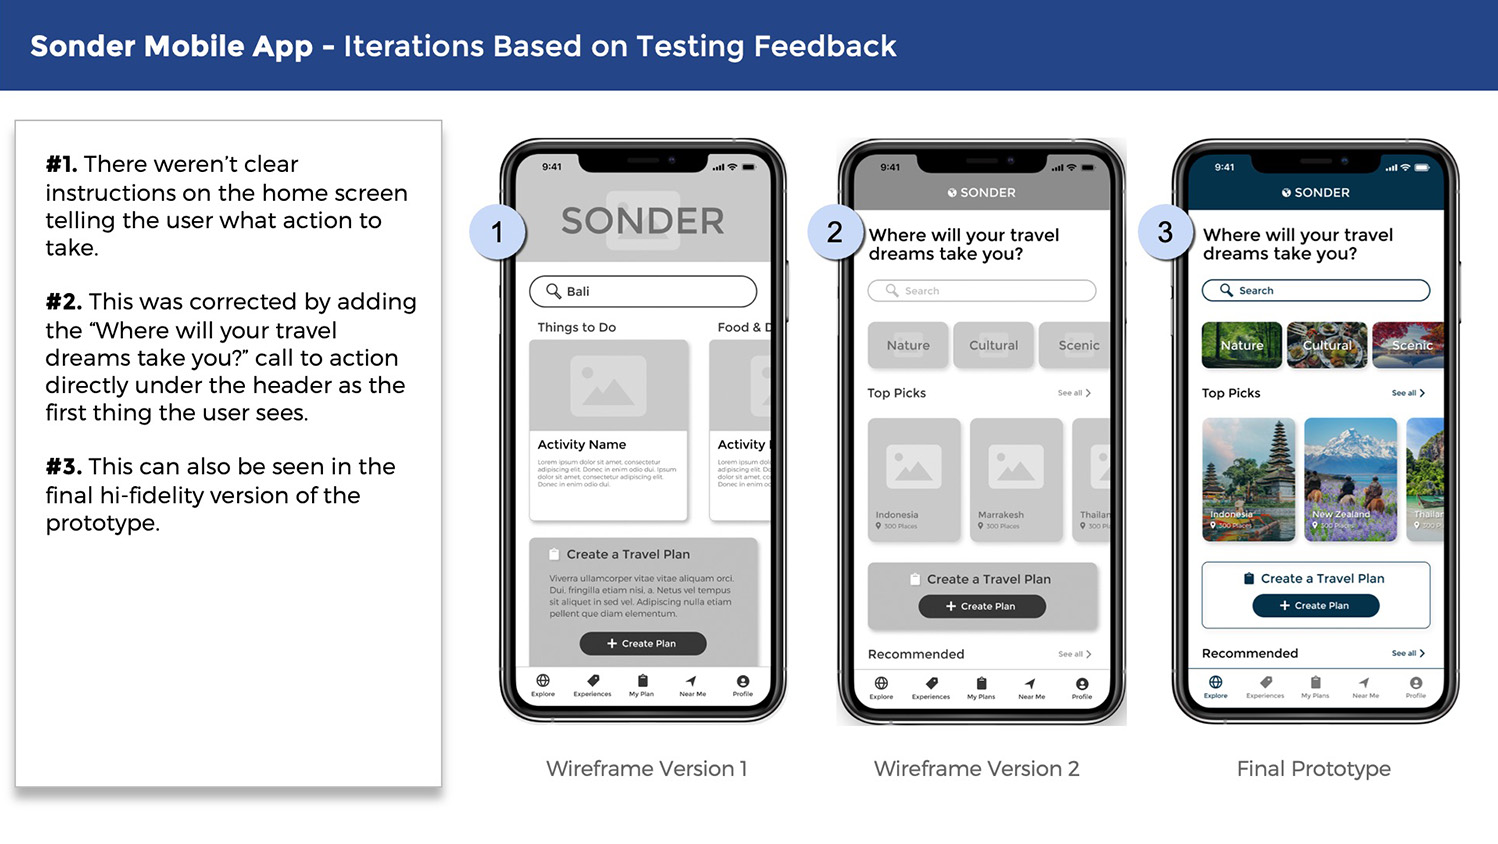 Sonder Mobile App - Iterations Based on Testing Feedback
#1. There weren’t clear
instructions on the home screen
telling the user what action to
take.
#2. This was corrected by adding
the “Where will your travel
dreams take you?” call to action
directly under the header as the
first thing the user sees.
#3. This can also be seen in the
final hi-fidelity version of the
prototype.
1
9:41
SONDER
Bali
Things to Do
Food & D
Activity Name
Lorem ipsum dolor sit amet, consectetur
adipiscing elit. Donec in enim odio dui. Ipsum
dolor sit amet, consectetur adipiscing elit.
Donec in enim odio dui.
Activity
Lorem ipsum dol
adipiscing elit. D
dolor sit amet, c
Donec in enim o
Create a Travel Plan
Viverra ullamcorper vitae vitae aliquam orci.
Dui, fringilla etiam nisi, a. Netus vel tempus
sit aliquet in sed vel. Adipiscing nulla etiam
pellent que diam elementum.
+ Create Plan
Explore
Experiences
My Plan
Near Me
Profile
Wireframe Version 1
2
9:41
SONDER
Where will your travel
dreams take you?
Search
Nature
Cultural
Scenic
Top Picks
See all >
Indonesia
300 Places
Marrakesh
300 Places
Thailan
300 Pl
Create a Travel Plan
+ Create Plan
Recommended
See all >
Explore
Experiences
My Plans
Near Me
Profile
Wireframe Version 2
3
9:41
SONDER
Where will your travel
dreams take you?
Search
Nature
Cultural
Scenic
Top Picks
See all >
Indonesia
300 Places
New Zealand
300 Places
Thailan
300 Pl
Create a Travel Plan
+ Create Plan
Recommended
See all >
Explore
Experiences
My Plans
Near Me
Profile
Final Prototype